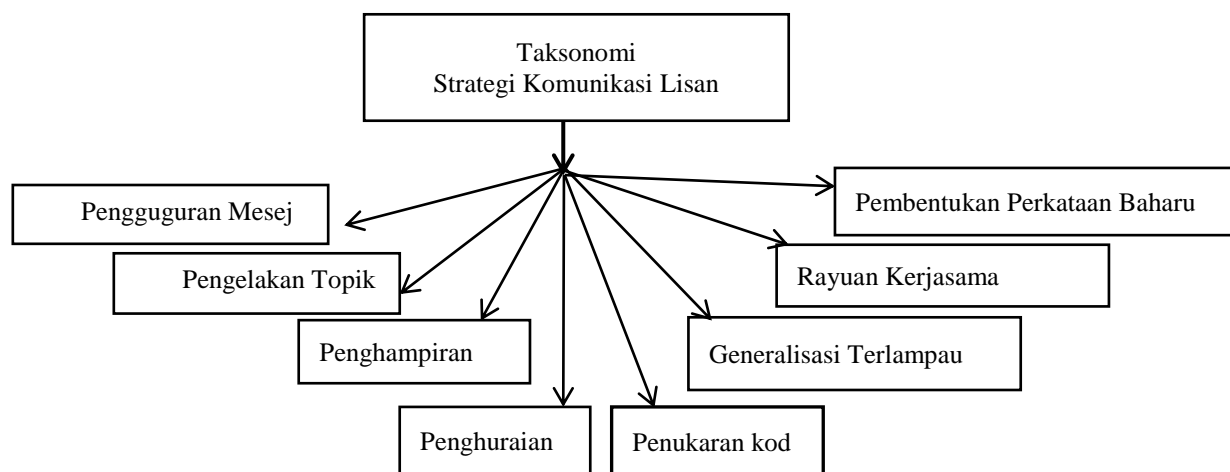 Taksonomi
Strategi Komunikasi Lisan
Pembentukan Perkataan Baharu
Pengguguran Mesej
Pengelakan Topik
Rayuan Kerjasama
Penghampiran
Generalisasi Terlampau
Penghuraian
Penukaran kod